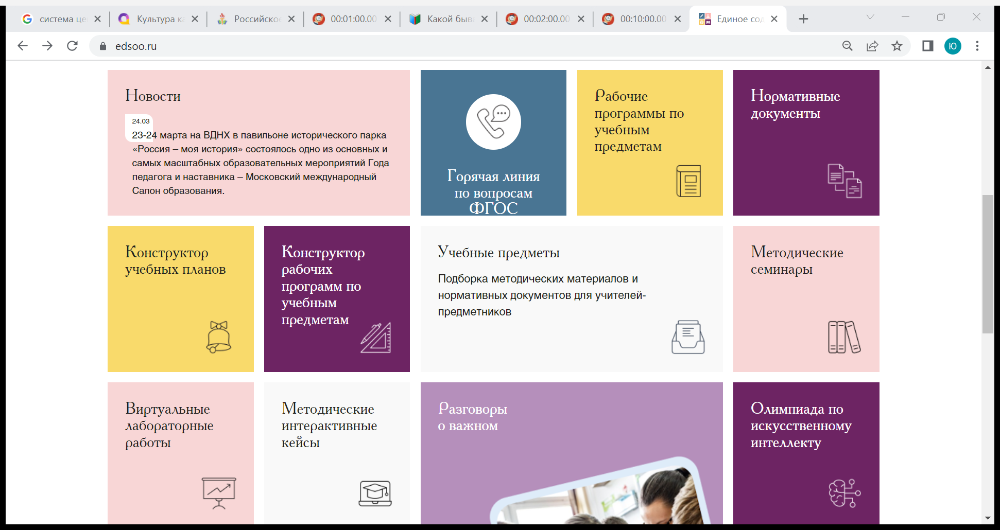 система це
Культура ка
Российское
00:01:00.00
Какой быва
00:02:00.00
00:10:00.00
Единое сод
edsoo.ru
Ю
Новости
24.03
23-24 марта на ВДНХ в павильоне исторического парка
«Россия – моя история» состоялось одно из основных и
самых масштабных образовательных мероприятий Года
педагога и наставника – Московский международный
Салон образования.
Горячая линия
по вопросам
ФГОС
Рабочие
программы по
учебным
предметам
Нормативные
документы
Конструктор
учебных планов
Конструктор
рабочих
программ по
учебным
предметам
Учебные предметы
Подборка методических материалов и
нормативных документов для учителей-
предметников
Методические
семинары
Виртуальные
лабораторные
работы
Методические
интерактивные
кейсы
Разговоры
о важном
Олимпиада по
искусственному
интеллекту